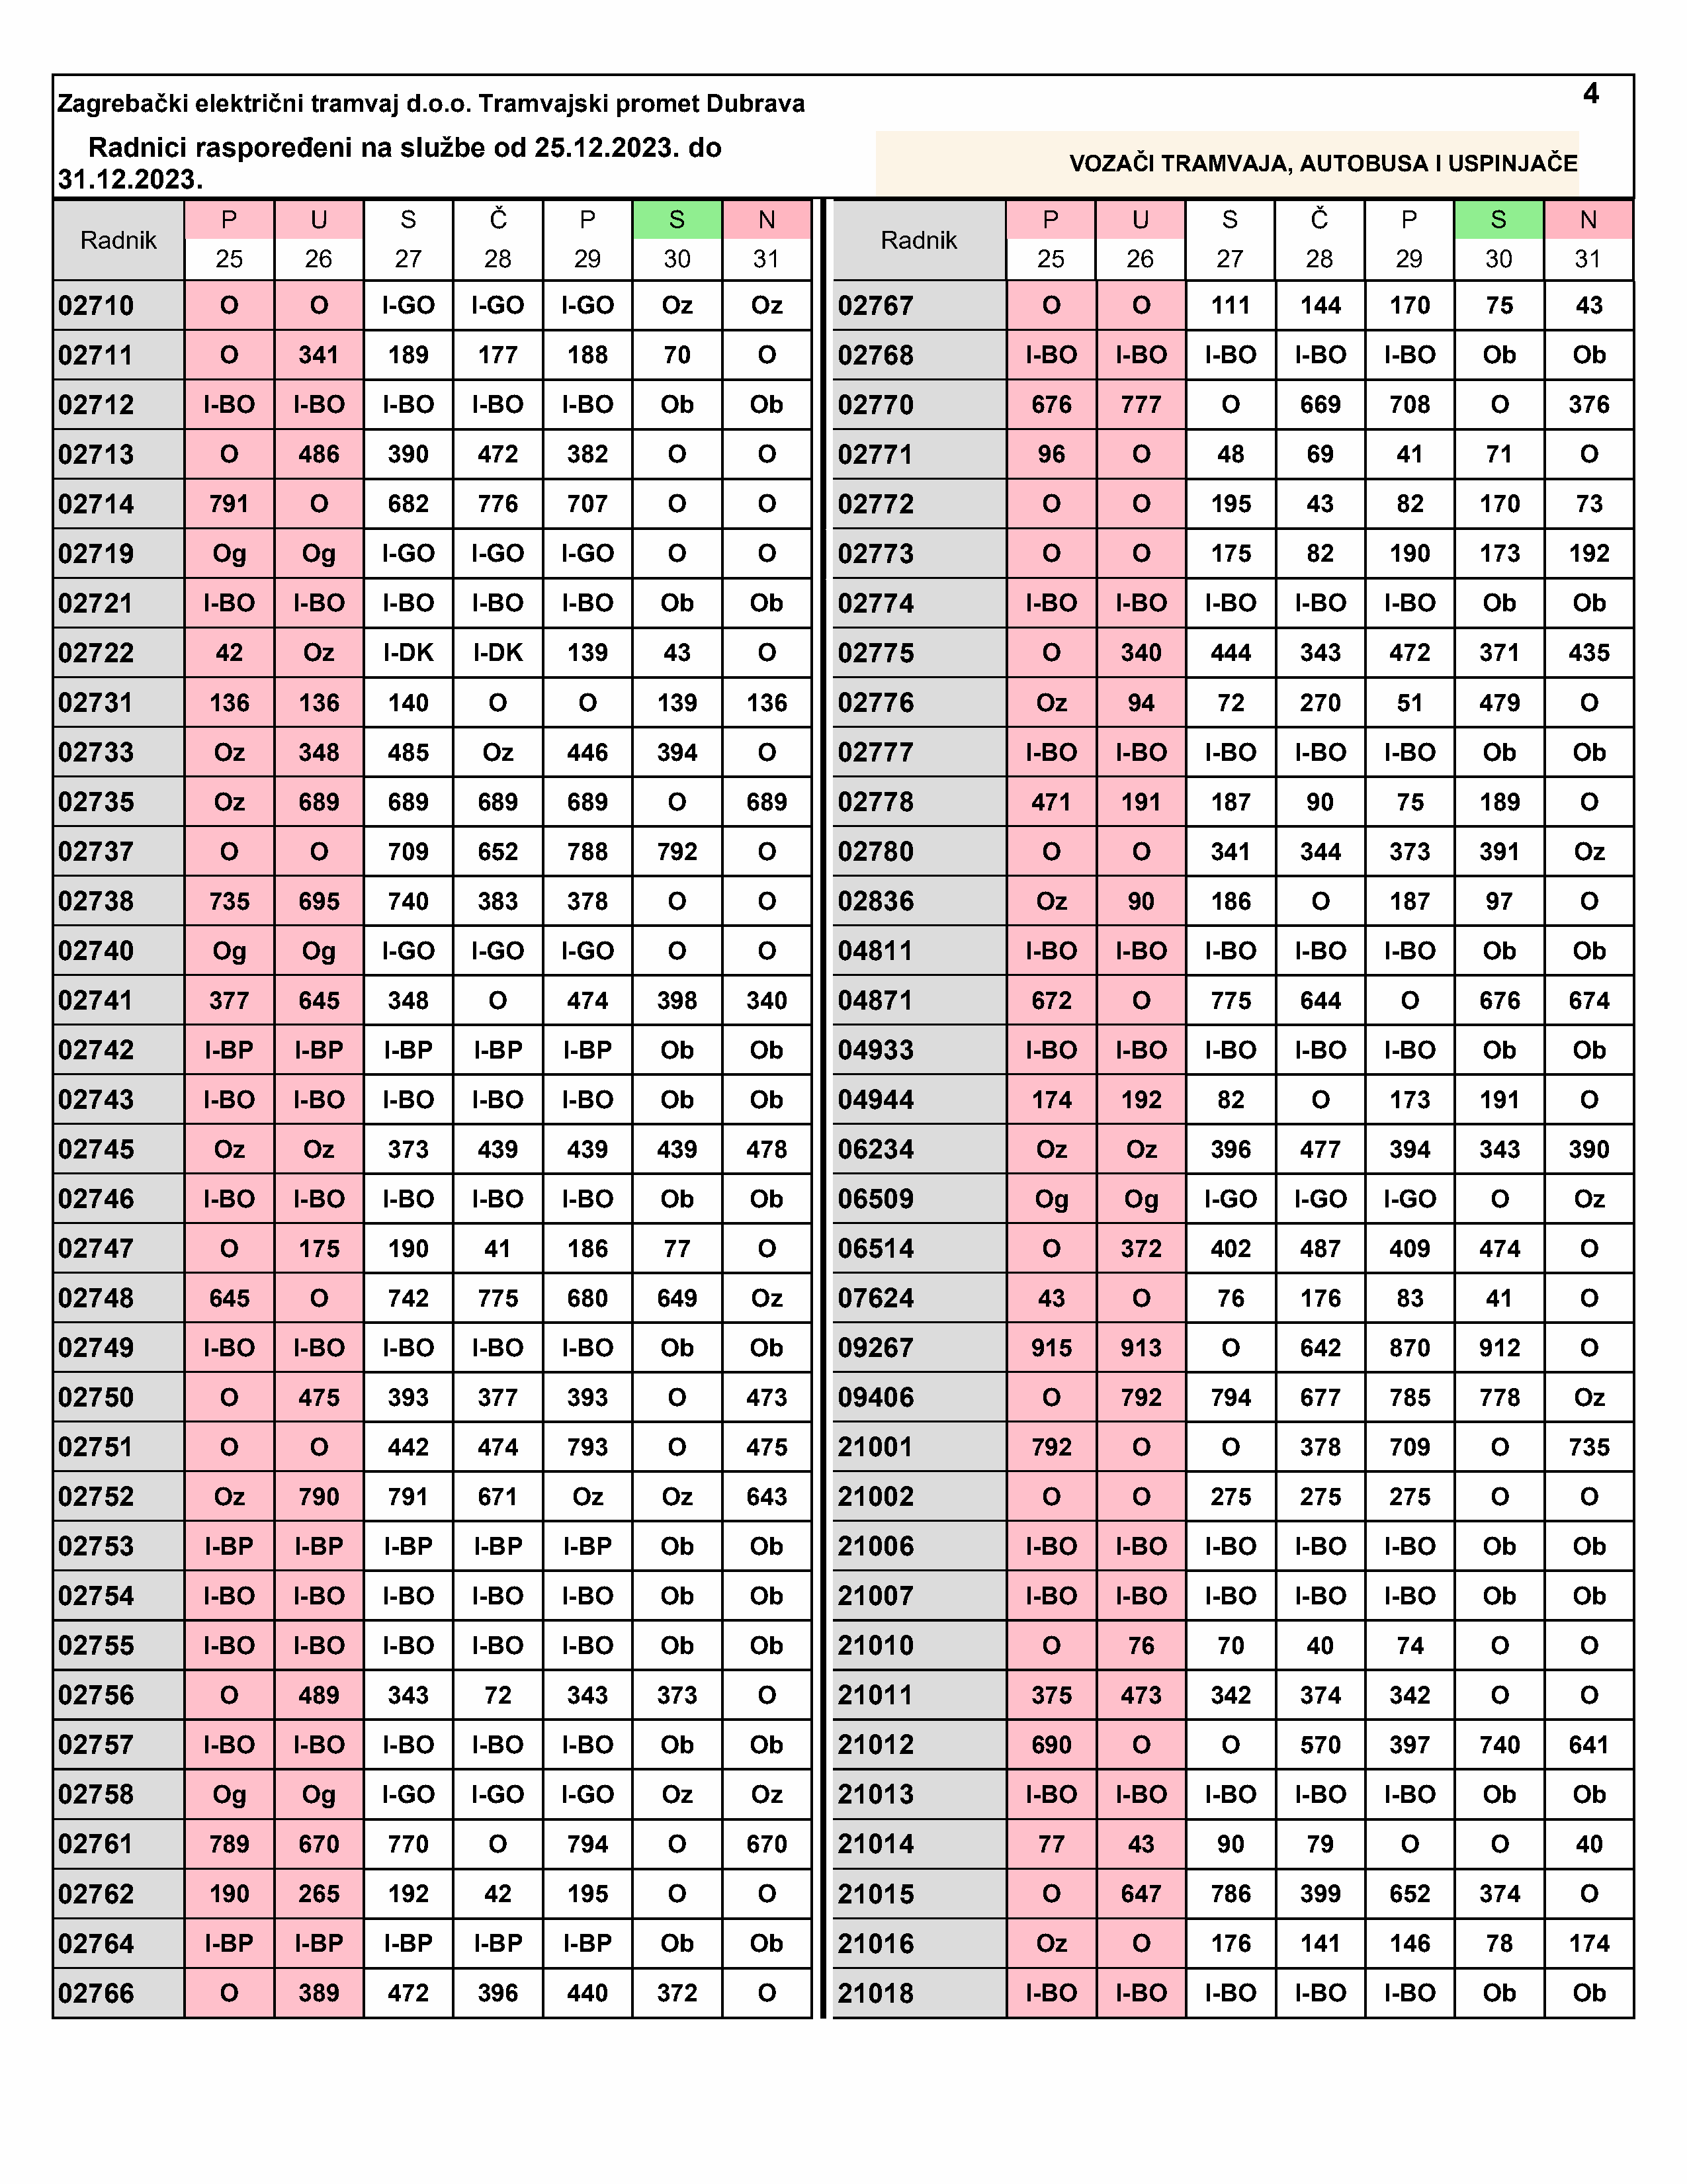 4
Zagrebački električni tramvaj d.o.o. Tramvajski promet Dubrava
Radnici raspoređeni na službe od 25.12.2023. do
31.12.2023.
VOZAČI TRAMVAJA, AUTOBUSA I USPINJAČE
Radnik P U S Č P S N Radnik P U S Č P S N
25 26 27 28 29 30 31 25 26 27 28 29 30 31
02710 O O I-GO I-GO I-GO Oz Oz 02767 O O 111 144 170 75 43
02711 O 341 189 177 188 70 O 02768 I-BO I-BO I-BO I-BO I-BO Ob Ob
02712 I-BO I-BO I-BO I-BO I-BO Ob Ob 02770 676 777 O 669 708 O 376
02713 O 486 390 472 382 O O 02771 96 O 48 69 41 71 O
02714 791 O 682 776 707 O O 02772 O O 195 43 82 170 73
02719 Og Og I-GO I-GO I-GO O O 02773 O O 175 82 190 173 192
02721 I-BO I-BO I-BO I-BO I-BO Ob Ob 02774 I-BO I-BO I-BO I-BO I-BO Ob Ob
02722 42 Oz I-DK I-DK 139 43 O 02775 O 340 444 343 472 371 435
02731 136 136 140 O O 139 136 02776 Oz 94 72 270 51 479 O
02733 Oz 348 485 Oz 446 394 O 02777 I-BO I-BO I-BO I-BO I-BO Ob Ob
02735 Oz 689 689 689 689 O 689 02778 471 191 187 90 75 189 O
02737 O O 709 652 788 792 O 02780 O O 341 344 373 391 Oz
02738 735 695 740 383 378 O O 02836 Oz 90 186 O 187 97 O
02740 Og Og I-GO I-GO I-GO O O 04811 I-BO I-BO I-BO I-BO I-BO Ob Ob
02741 377 645 348 O 474 398 340 04871 672 O 775 644 O 676 674
02742 I-BP I-BP I-BP I-BP I-BP Ob Ob 04933 I-BO I-BO I-BO I-BO I-BO Ob Ob
02743 I-BO I-BO I-BO I-BO I-BO Ob Ob 04944 174 192 82 O 173 191 O
02745 Oz Oz 373 439 439 439 478 06234 Oz Oz 396 477 394 343 390
02746 I-BO I-BO I-BO I-BO I-BO Ob Ob 06509 Og Og I-GO I-GO I-GO O Oz
02747 O 175 190 41 186 77 O 06514 O 372 402 487 409 474 O
02748 645 O 742 775 680 649 Oz 07624 43 O 76 176 83 41 O
02749 I-BO I-BO I-BO I-BO I-BO Ob Ob 09267 915 913 O 642 870 912 O
02750 O 475 393 377 393 O 473 09406 O 792 794 677 785 778 Oz
02751 O O 442 474 793 O 475 21001 792 O O 378 709 O 735
02752 Oz 790 791 671 Oz Oz 643 21002 O O 275 275 275 O O
02753 I-BP I-BP I-BP I-BP I-BP Ob Ob 21006 I-BO I-BO I-BO I-BO I-BO Ob Ob
02754 I-BO I-BO I-BO I-BO I-BO Ob Ob 21007 I-BO I-BO I-BO I-BO I-BO Ob Ob
02755 I-BO I-BO I-BO I-BO I-BO Ob Ob 21010 O 76 70 40 74 O O
02756 O 489 343 72 343 373 O 21011 375 473 342 374 342 O O
02757 I-BO I-BO I-BO I-BO I-BO Ob Ob 21012 690 O O 570 397 740 641
02758 Og Og I-GO I-GO I-GO Oz Oz 21013 I-BO I-BO I-BO I-BO I-BO Ob Ob
02761 789 670 770 O 794 O 670 21014 77 43 90 79 O O 40
02762 190 265 192 42 195 O O 21015 O 647 786 399 652 374 O
02764 I-BP I-BP I-BP I-BP I-BP Ob Ob 21016 Oz O 176 141 146 78 174
02766 O 389 472 396 440 372 O 21018 I-BO I-BO I-BO I-BO I-BO Ob Ob